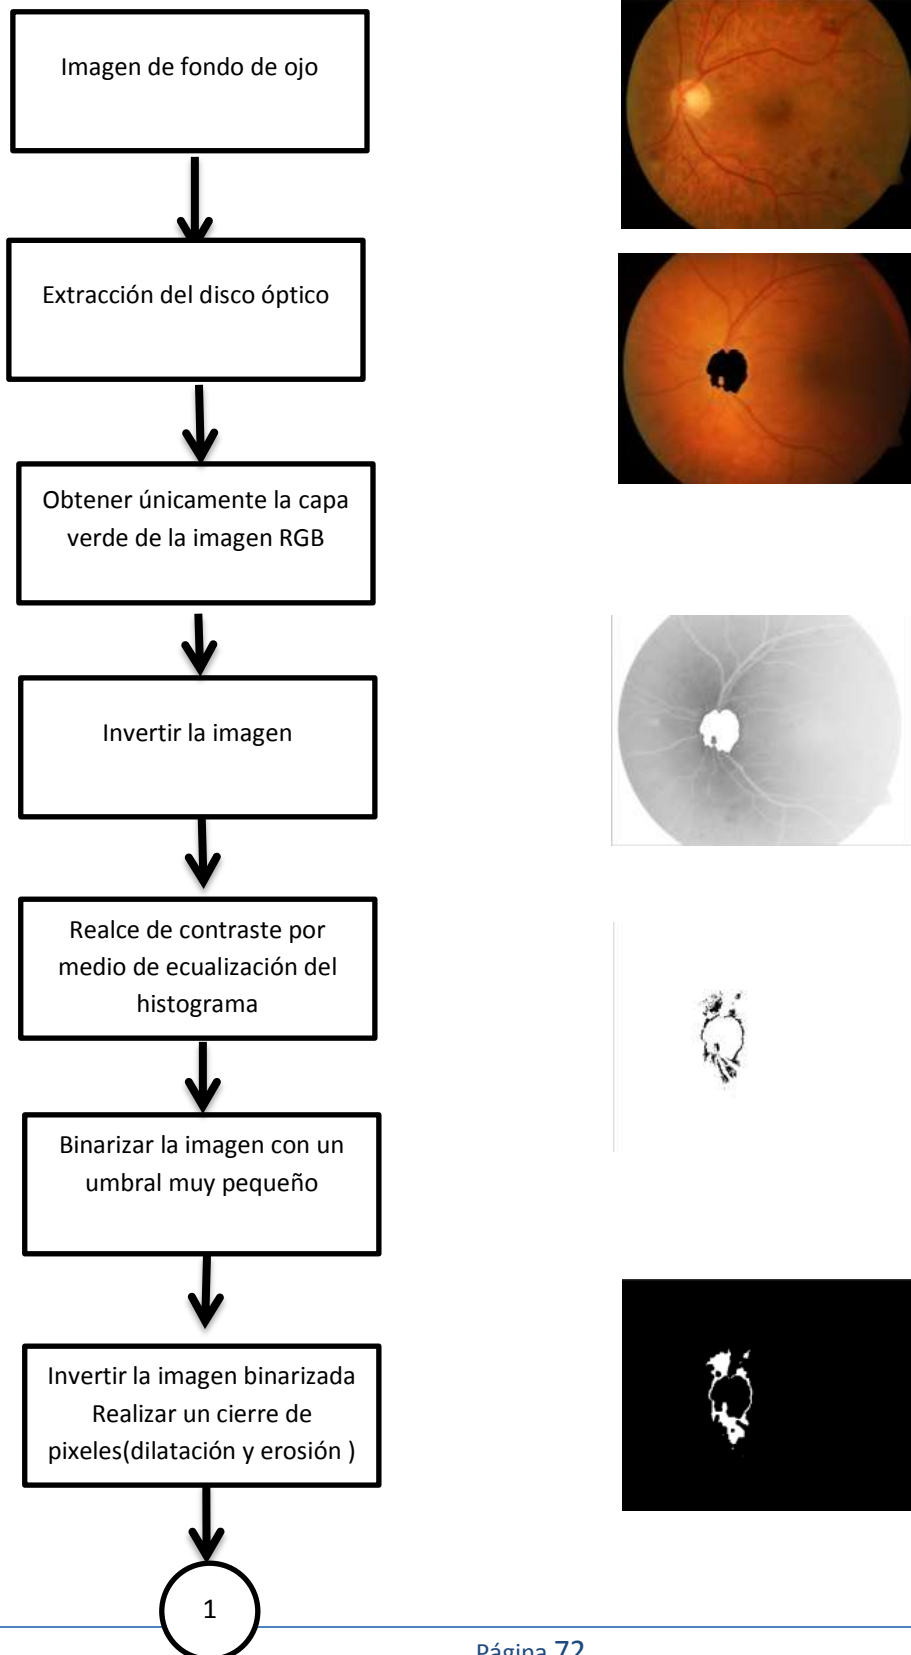 Imagen de fondo de ojo
Extracción del disco óptico
Obtener únicamente la capa
verde de la imagen RGB
Invertir la imagen
Realce de contraste por
medio de ecualización del
histograma
Binarizar la imagen con un
umbral muy pequeño
Invertir la imagen binarizada
Realizar un cierre de
pixeles(dilatación y erosión )
1
Página 72